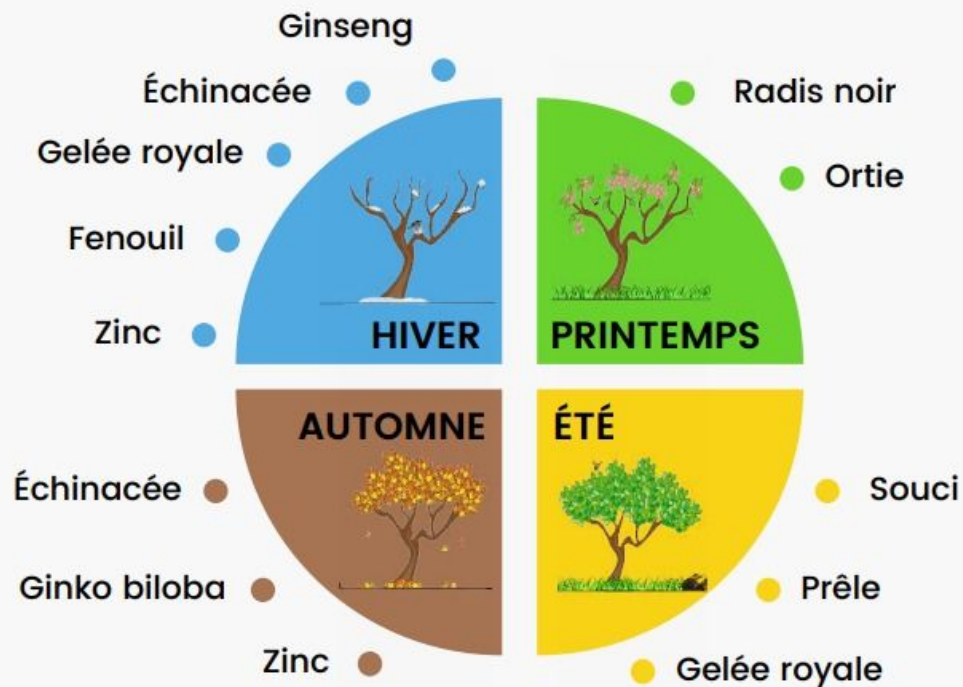 Ginseng
Échinacée
Gelée royale
Fenouil
Zinc
HIVER
Radis noir
Ortie
PRINTEMPS
AUTOMNE
Échinacée
Ginko biloba
Zinc
ÉTÉ
Souci
Prêle
Gelée royale